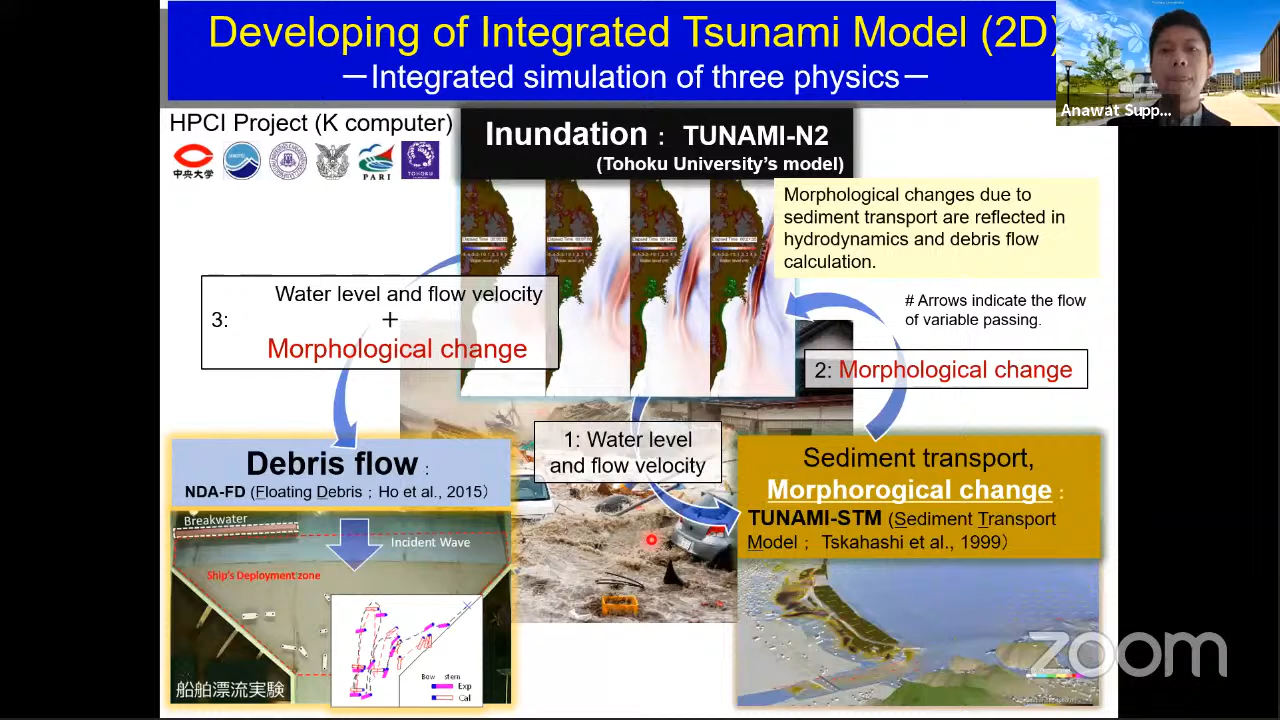 Developing of Integrated Tsunami Model (2D)
－Integrated simulation of three physics－
Anawat Supp...
HPCI Project (K computer)
中央大学
PARI
TOHOKU
Inundation： TUNAMI-N2
(Tohoku University's model)
Morphological changes due to
sediment transport are reflected in
hydrodynamics and debris flow
calculation.
# Arrows indicate the flow
of variable passing.
Water level and flow velocity
3: ＋
Morphological change
2: Morphological change
1: Water level
and flow velocity
Debris flow：
NDA-FD (Floating Debris；Ho et al., 2015）
Breakwater
Incident Wave
Ship's Deployment zone
Bow stern
Exp
Cal
船舶漂流実験
Sediment transport,
Morphorogical change：
TUNAMI-STM (Sediment Transport
Model； Tskahashi et al., 1999）
zoom